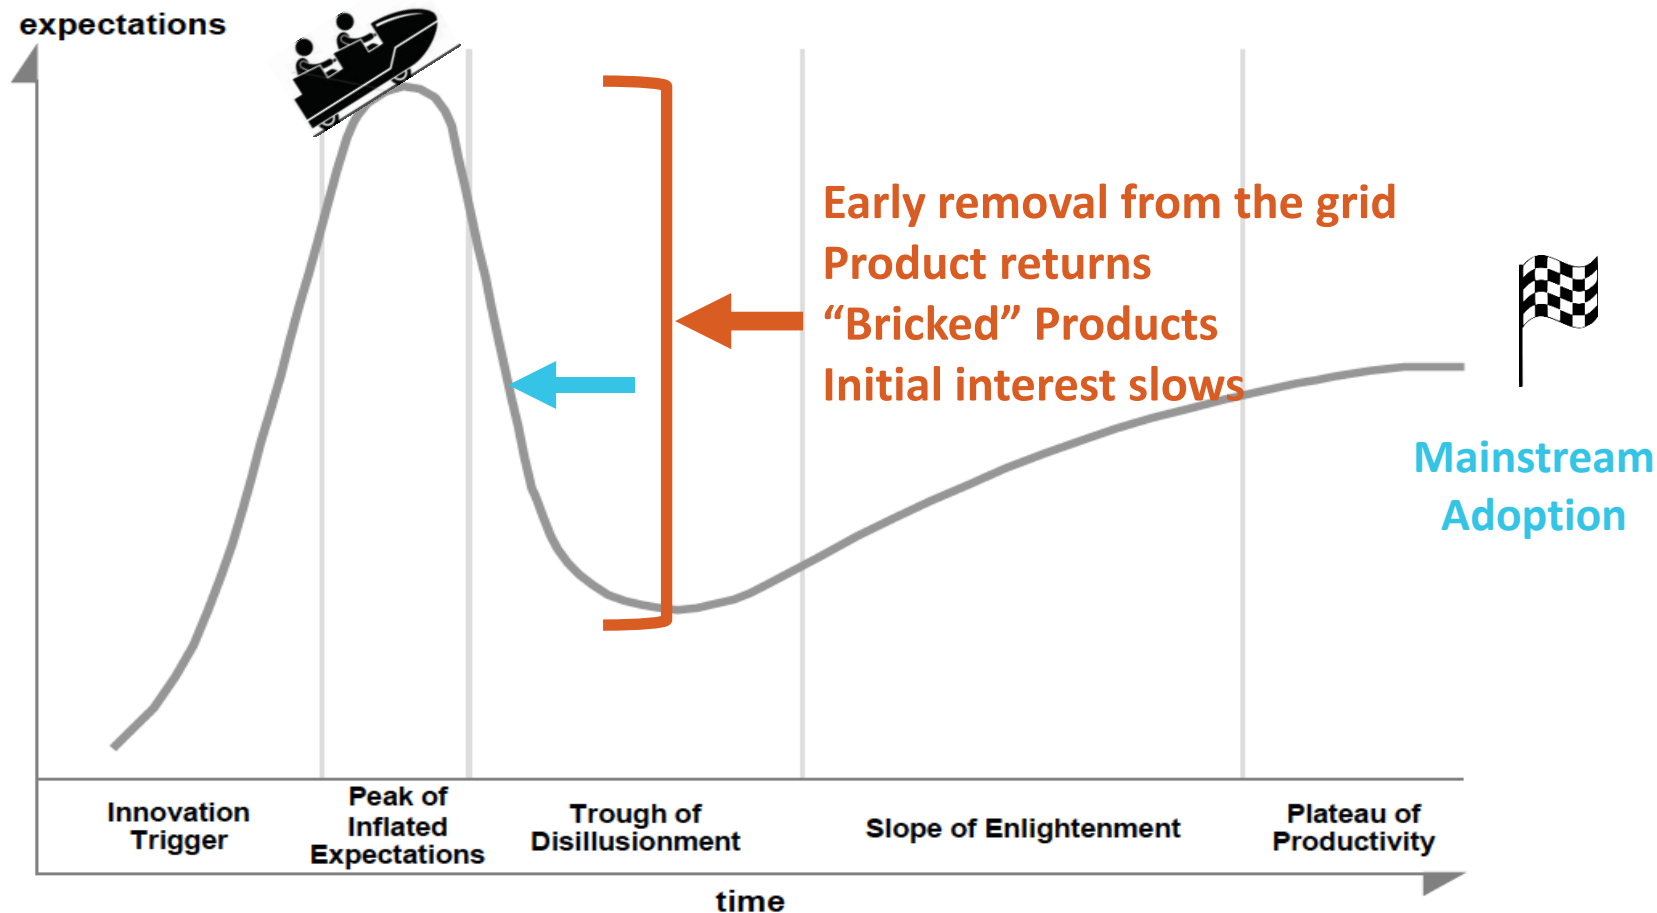 expectations
Early removal from the grid
Product returns
“Bricked” Products
Initial interest slows
Mainstream
Adoption
Innovation
Trigger
Peak of
Inflated
Expectations
Trough of
Disillusionment
Slope of Enlightenment
Plateau of
Productivity
time